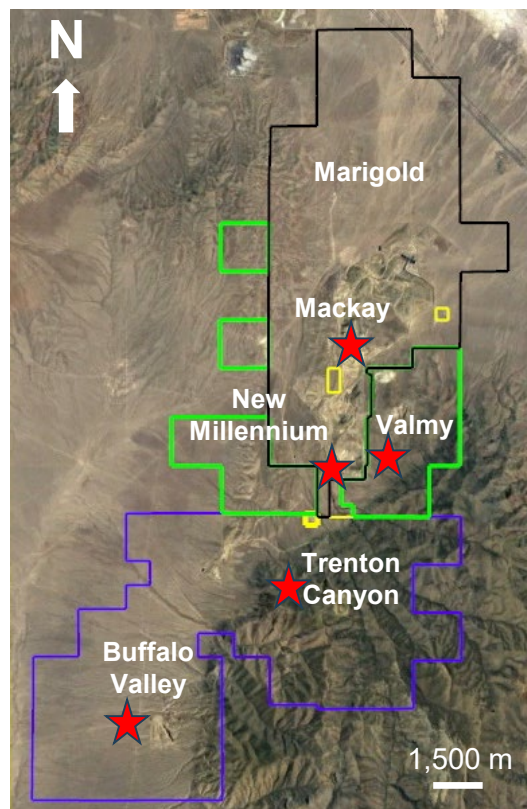 N
Marigold
Mackay
New
Millennium
Valmy
Trenton
Canyon
Buffalo
Valley
1,500 m